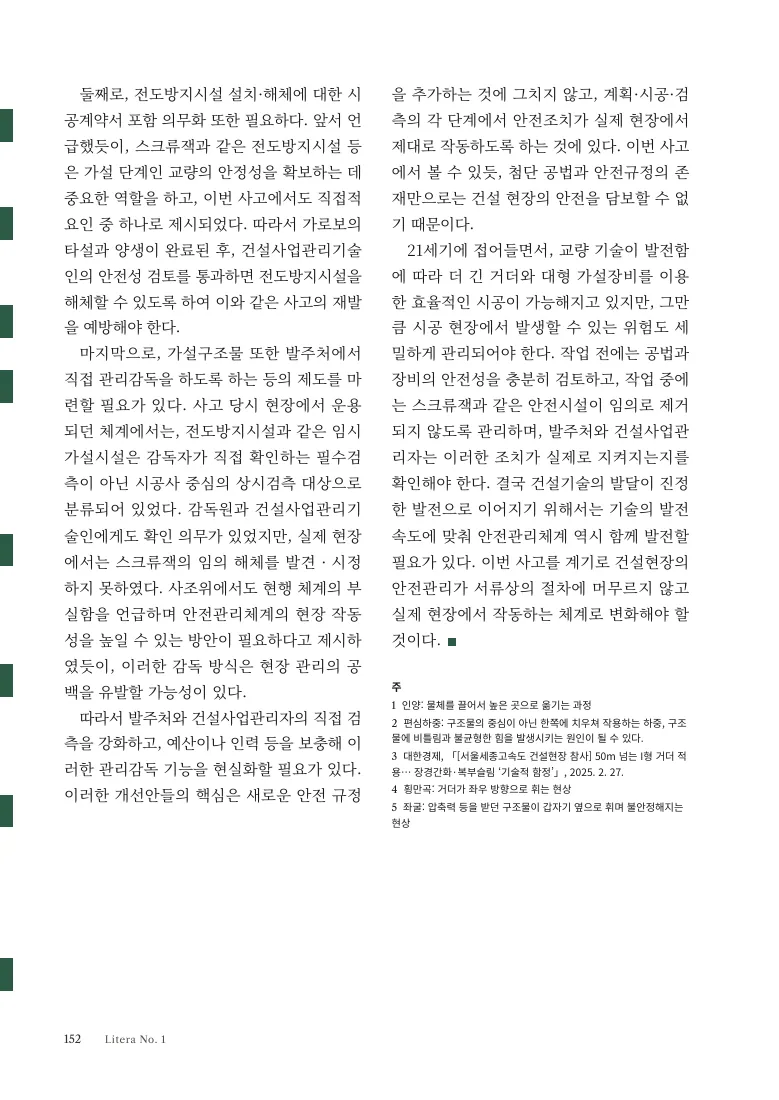 둘째로, 전도방지시설 설치·해체에 대한 시
공계약서 포함 의무화 또한 필요하다. 앞서 언
급했듯이, 스크류잭과 같은 전도방지시설 등
은 가설 단계인 교량의 안정성을 확보하는 데
중요한 역할을 하고, 이번 사고에서도 직접적
요인 중 하나로 제시되었다. 따라서 가로보의
타설과 양생이 완료된 후, 건설사업관리기술
인의 안전성 검토를 통과하면 전도방지시설을
해체할 수 있도록 하여 이와 같은 사고의 재발
을 예방해야 한다.
마지막으로, 가설구조물 또한 발주처에서
직접 관리감독을 하도록 하는 등의 제도를 마
련할 필요가 있다. 사고 당시 현장에서 운용
되던 체계에서는, 전도방지시설과 같은 임시
가설시설은 감독자가 직접 확인하는 필수검
측이 아닌 시공사 중심의 상시검측 대상으로
분류되어 있었다. 감독원과 건설사업관리기
술인에게도 확인 의무가 있었지만, 실제 현장
에서는 스크류잭의 임의 해체를 발견 · 시정
하지 못하였다. 사조위에서도 현행 체계의 부
실함을 언급하며 안전관리체계의 현장 작동
성을 높일 수 있는 방안이 필요하다고 제시하
였듯이, 이러한 감독 방식은 현장 관리의 공
백을 유발할 가능성이 있다.
따라서 발주처와 건설사업관리자의 직접 검
측을 강화하고, 예산이나 인력 등을 보충해 이
러한 관리감독 기능을 현실화할 필요가 있다.
이러한 개선안들의 핵심은 새로운 안전 규정
을 추가하는 것에 그치지 않고, 계획·시공·검
측의 각 단계에서 안전조치가 실제 현장에서
제대로 작동하도록 하는 것에 있다. 이번 사고
에서 볼 수 있듯, 첨단 공법과 안전규정의 존
재만으로는 건설 현장의 안전을 담보할 수 없
기 때문이다.
21세기에 접어들면서, 교량 기술이 발전함
에 따라 더 긴 거더와 대형 가설장비를 이용
한 효율적인 시공이 가능해지고 있지만, 그만
큼 시공 현장에서 발생할 수 있는 위험도 세
밀하게 관리되어야 한다. 작업 전에는 공법과
장비의 안전성을 충분히 검토하고, 작업 중에
는 스크류잭과 같은 안전시설이 임의로 제거
되지 않도록 관리하며, 발주처와 건설사업관
리자는 이러한 조치가 실제로 지켜지는지를
확인해야 한다. 결국 건설기술의 발달이 진정
한 발전으로 이어지기 위해서는 기술의 발전
속도에 맞춰 안전관리체계 역시 함께 발전할
필요가 있다. 이번 사고를 계기로 건설현장의
안전관리가 서류상의 절차에 머무르지 않고
실제 현장에서 작동하는 체계로 변화해야 할
것이다. ■
주
1 인양: 물체를 끌어서 높은 곳으로 옮기는 과정
2 편심하중: 구조물의 중심이 아닌 한쪽에 치우쳐 작용하는 하중, 구조
물에 비틀림과 불균형한 힘을 발생시키는 원인이 될 수 있다.
3 대한경제, 「[서울세종고속도 건설현장 참사] 50m 넘는 I형 거더 적
용… 장경간화·복부슬림 ‘기술적 함정’」, 2025. 2. 27.
4 횡만곡: 거더가 좌우 방향으로 휘는 현상
5 좌굴: 압축력 등을 받던 구조물이 갑자기 옆으로 휘며 불안정해지는
현상
152 Litera No. 1